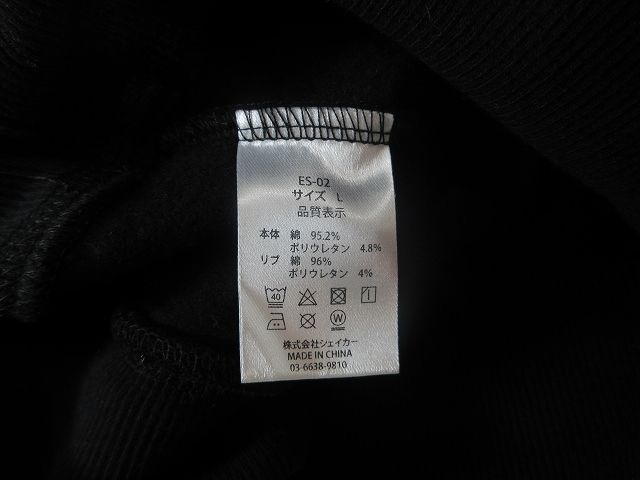 ES-02
サイズ L
品質表示
本体 綿 95.2%
ポリウレタン 4.8%
リブ 綿 96%
ポリウレタン 4%
40
W
株式会社シェイカー
MADE IN CHINA
03-6638-9810